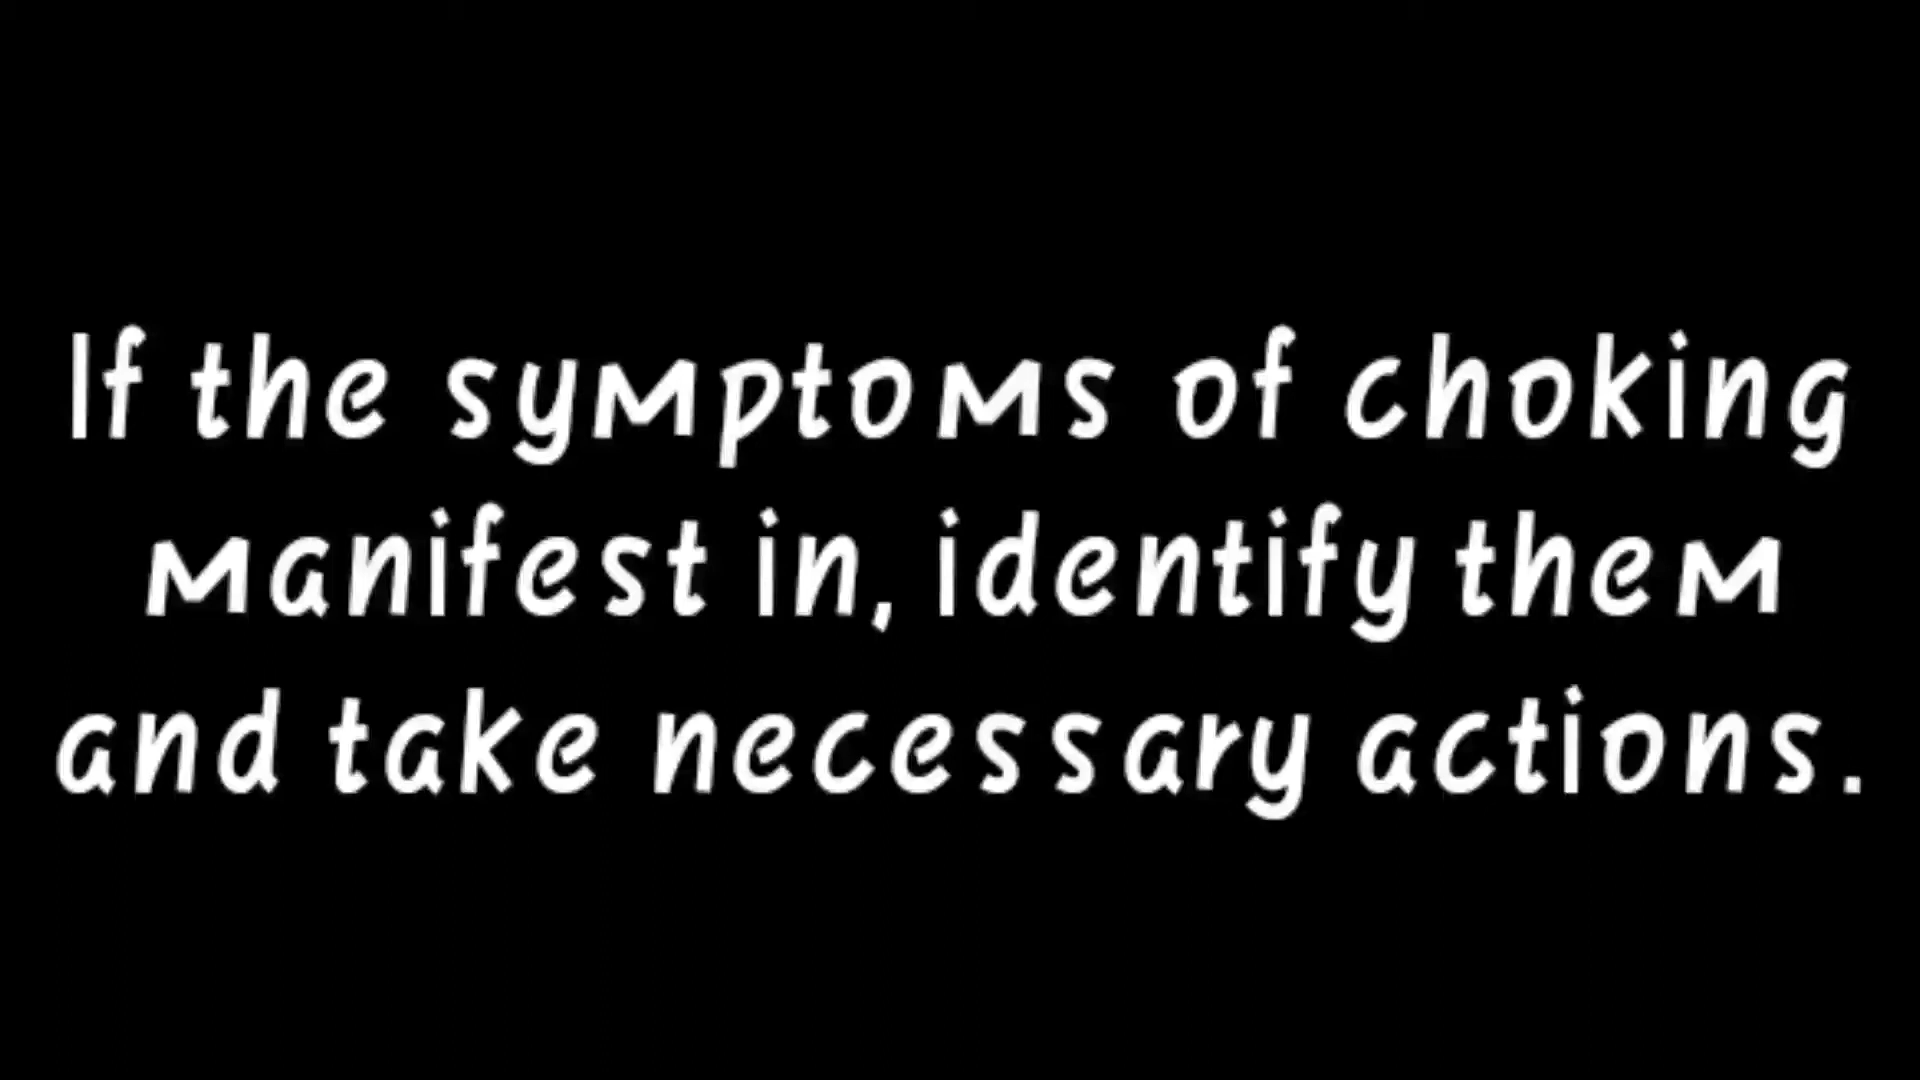 If the symptoms of choking
manifest in, identify them
and take necessary actions.